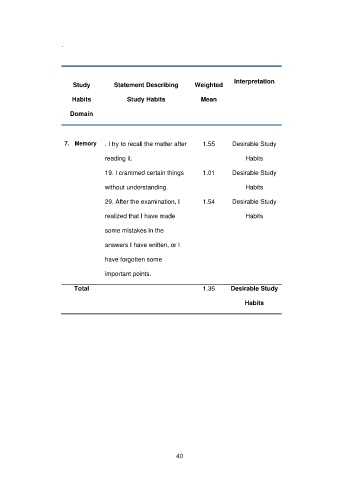 .
Study Statement Describing Weighted Interpretation
Habits Study Habits Mean
Domain
7. Memory . I try to recall the matter after 1.55 Desirable Study
reading it. Habits
19. I crammed certain things 1.01 Desirable Study
without understanding. Habits
29. After the examination, I 1.54 Desirable Study
realized that I have made Habits
some mistakes in the
answers I have written, or I
have forgotten some
important points.
Total 1.36 Desirable Study
Habits
40